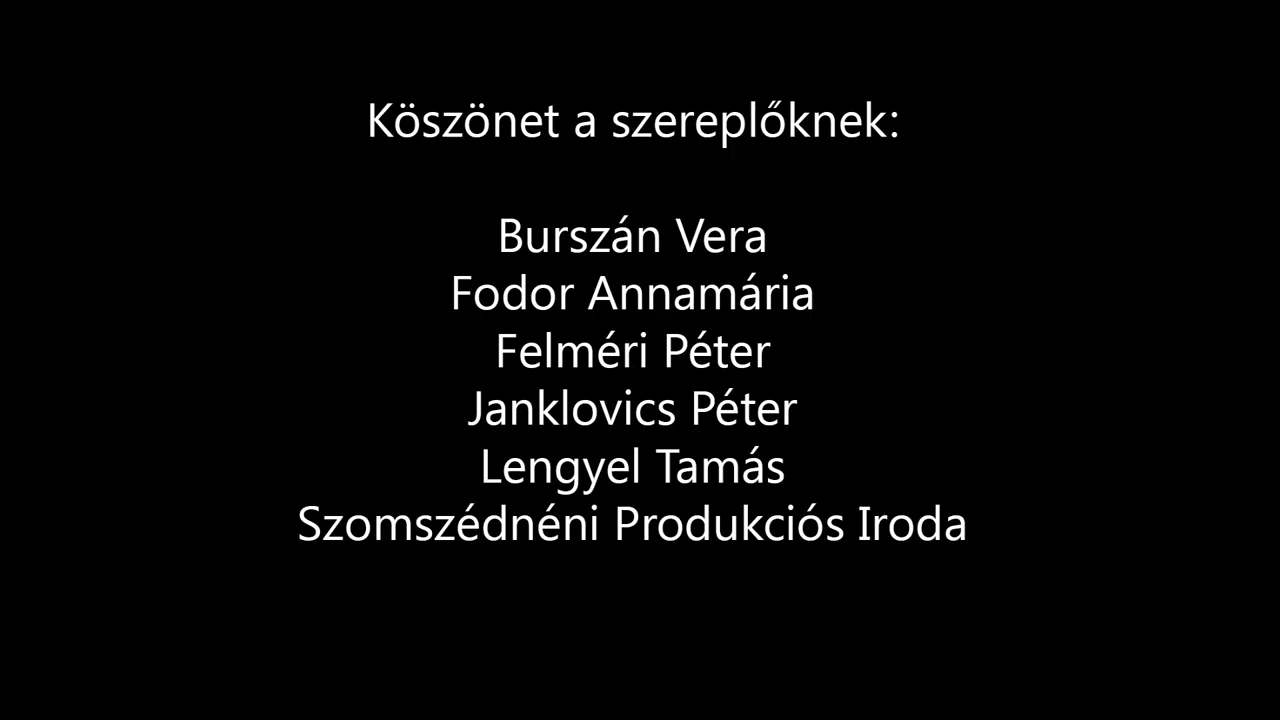 Köszönet a szereplőknek:
Burszán Vera
Fodor Annamária
Felméri Péter
Janklovics Péter
Lengyel Tamás
Szomszédnéni Produkciós Iroda